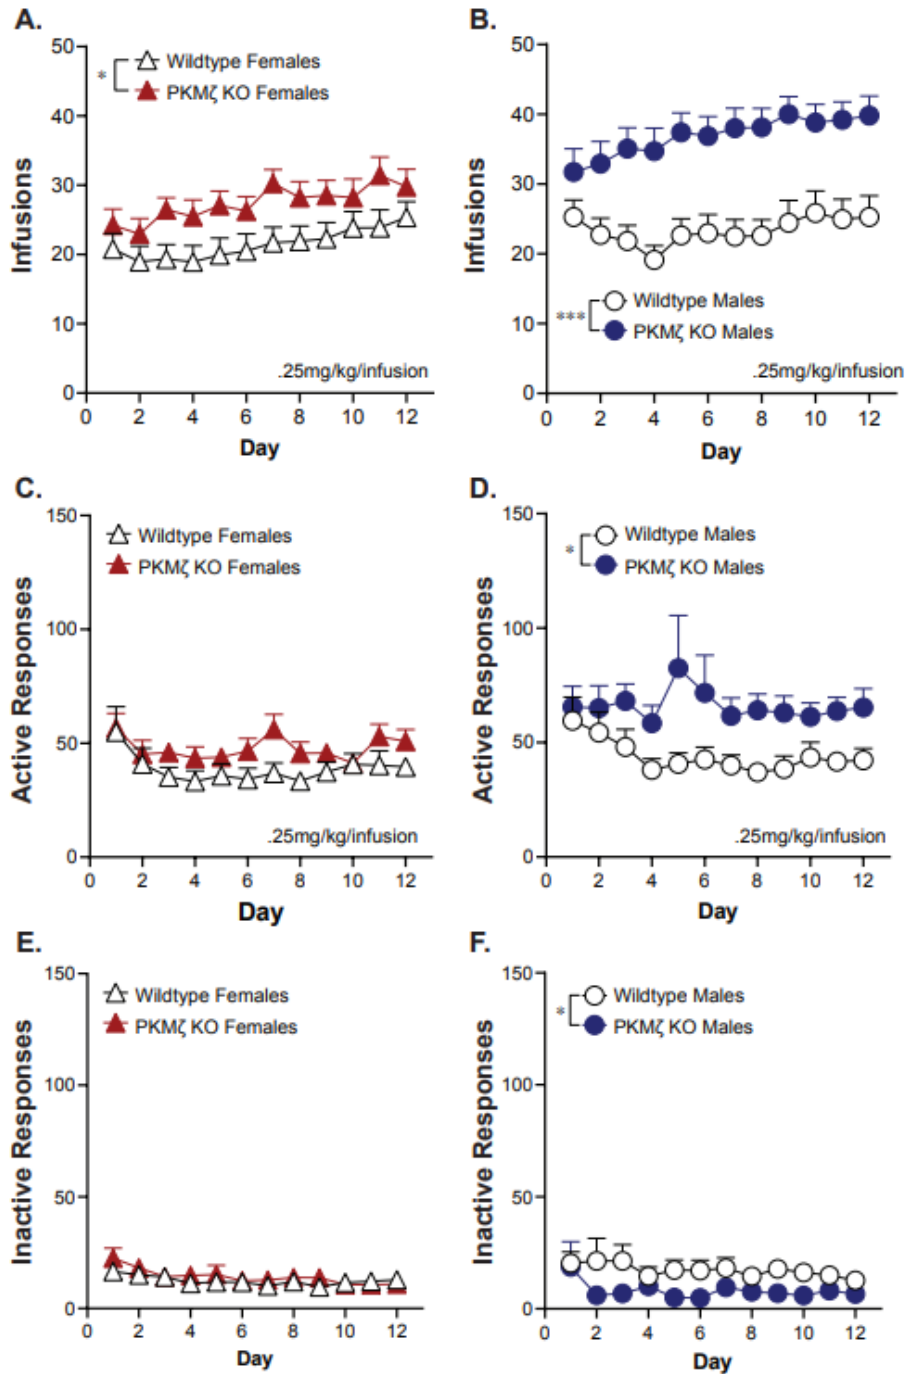 A.
50
40
30
20
10
0
Infusions
*
Wildtype Females
PKMζ KO Females
.25mg/kg/infusion
0 2 4 6 8 10 12
Day
B.
50
40
30
20
10
0
Infusions
Wildtype Males
***
PKMζ KO Males
.25mg/kg/infusion
0 2 4 6 8 10 12
Day
C.
150
100
50
0
Active Responses
Wildtype Females
PKMζ KO Females
.25mg/kg/infusion
0 2 4 6 8 10 12
Day
D.
150
100
50
0
Active Responses
*
Wildtype Males
PKMζ KO Males
.25mg/kg/infusion
0 2 4 6 8 10 12
Day
E.
150
100
50
0
Inactive Responses
Wildtype Females
PKMζ KO Females
0 2 4 6 8 10 12
Day
F.
150
100
50
0
Inactive Responses
*
Wildtype Males
PKMζ KO Males
0 2 4 6 8 10 12
Day